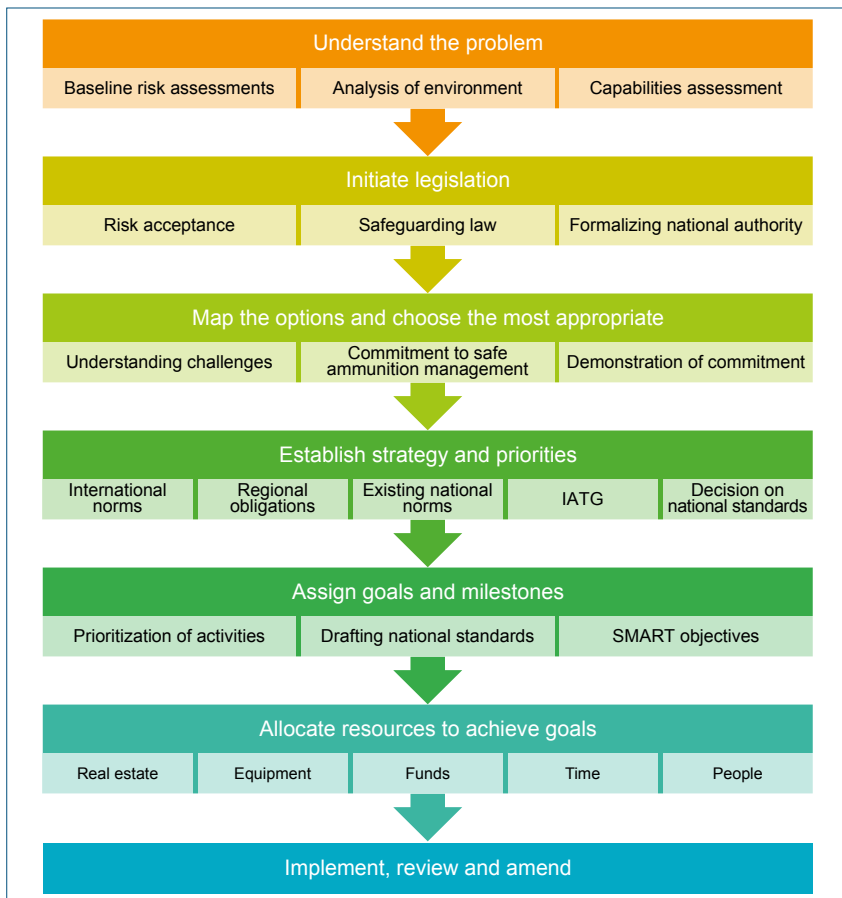 Understand the problem
Baseline risk assessments
Analysis of environment
Capabilities assessment
Initiate legislation
Risk acceptance
Safeguarding law
Formalizing national authority
Map the options and choose the most appropriate
Understanding challenges
Commitment to safe
ammunition management
Demonstration of commitment
Establish strategy and priorities
International
norms
Regional
obligations
Existing national
norms
IATG
Decision on
national standards
Assign goals and milestones
Prioritization of activities
Drafting national standards
SMART objectives
Allocate resources to achieve goals
Real estate
Equipment
Funds
Time
People
Implement, review and amend